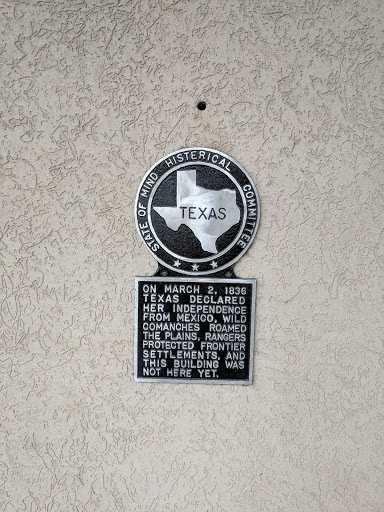 STATE OF MIND HISTERICAL COMMITTEE
TEXAS
ON MARCH 2, 1836
TEXAS DECLARED
HER INDEPENDENCE
FROM MEXICO, WILD
COMANCHES ROAMED
THE PLAINS, RANGERS
PROTECTED FRONTIER
SETTLEMENTS, AND
THIS BUILDING WAS
NOT HERE YET.